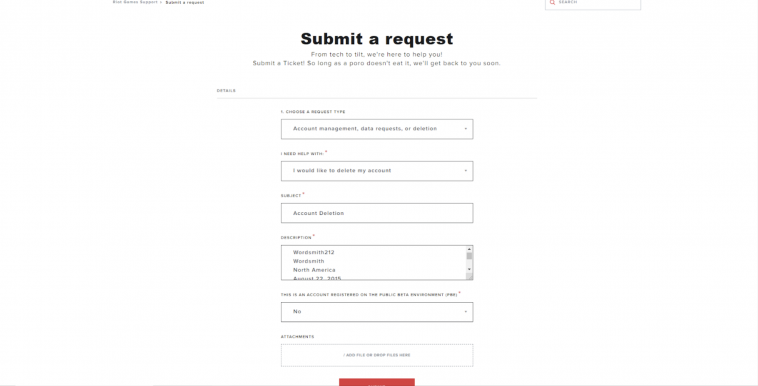 Riot Games Support > Submit a request
SEARCH
Submit a request
From tech to tilt, we're here to help you!
Submit a Ticket! So long as a poro doesn't eat it, we'll get back to you soon.
DETAILS
1. CHOOSE A REQUEST TYPE
Account management, data requests, or deletion
I NEED HELP WITH: *
I would like to delete my account
SUBJECT *
Account Deletion
DESCRIPTION *
Wordsmith212
Wordsmith
North America
August 22, 2015
THIS IS AN ACCOUNT REGISTERED ON THE PUBLIC BETA ENVIRONMENT (PBE) *
No
ATTACHMENTS
/ ADD FILE OR DROP FILES HERE